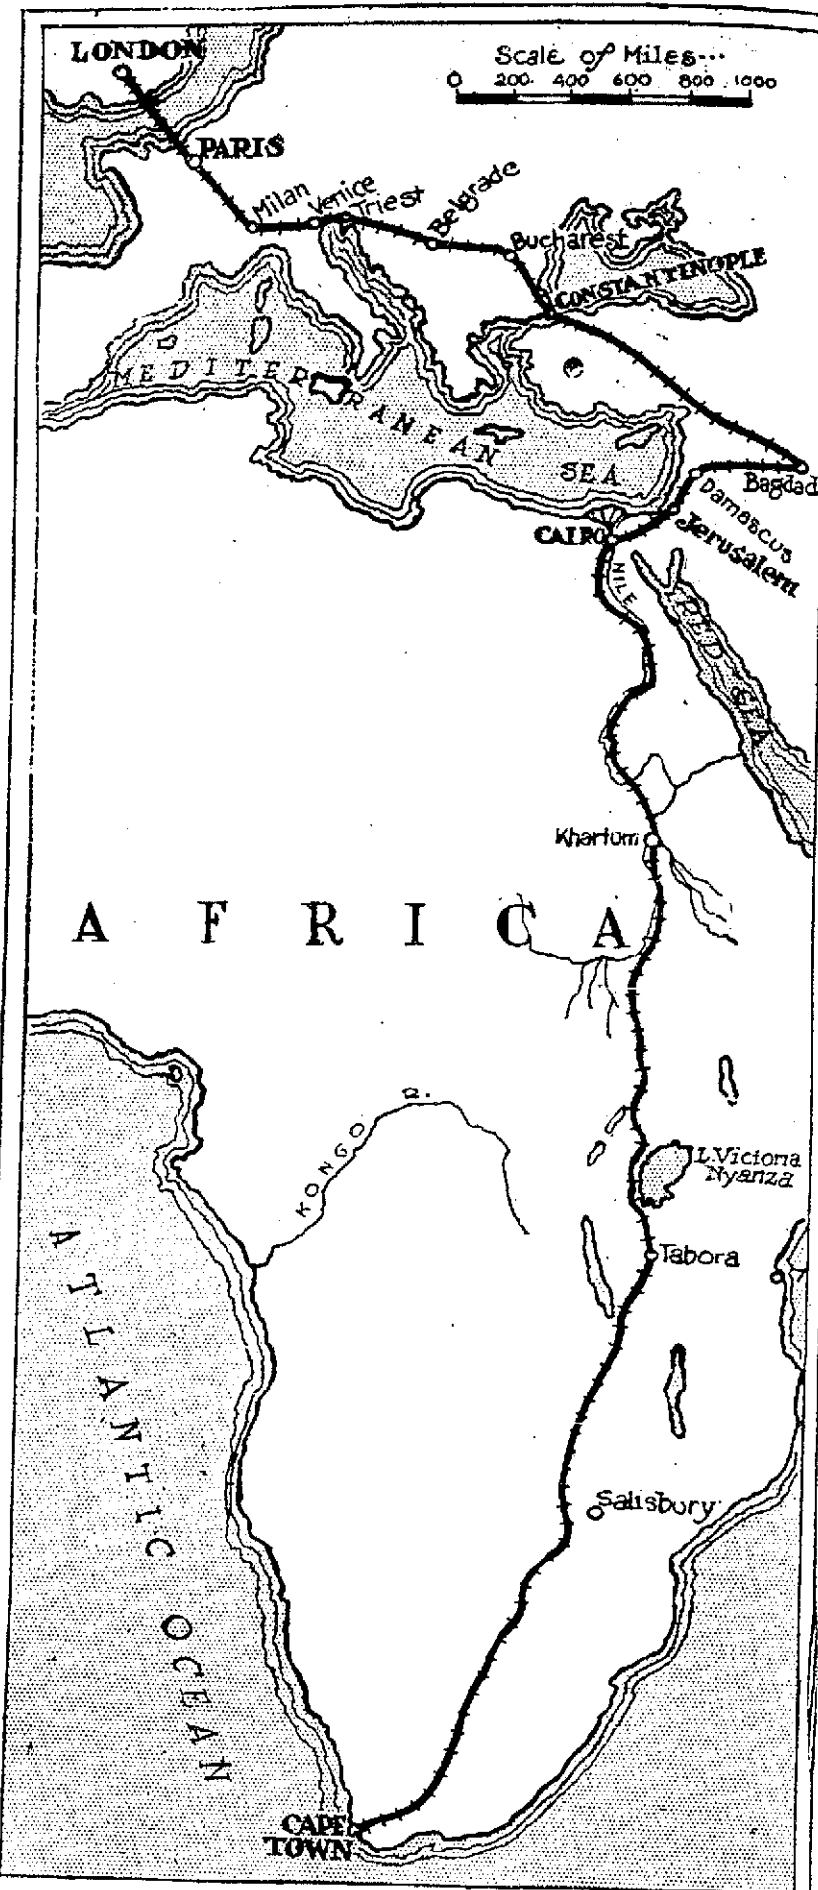 LONDON
Scale of Miles...
0 200 400 600 800 1000
PARIS
Milan
Venice
Triest
Belgrade
Bucharest
CONSTANTINOPLE
MEDITERRANEAN
SEA
Bagdad
Damascus
Jerusalem
CAIRO
NILE
RED SEA
Khartum
AFRICA
KONGO R.
L. Victoria
Nyanza
Tabora
ATLANTIC OCEAN
Salisbury
CAPE
TOWN